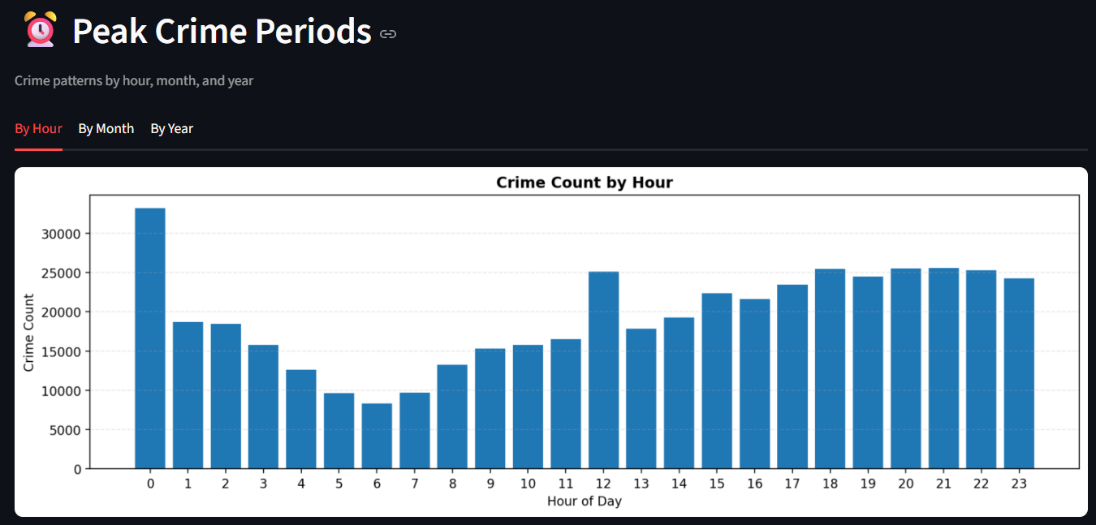 Peak Crime Periods
Crime patterns by hour, month, and year
By Hour By Month By Year
Crime Count by Hour
30000
25000
20000
15000
10000
5000
0
Crime Count
0 1 2 3 4 5 6 7 8 9 10 11 12 13 14 15 16 17 18 19 20 21 22 23
Hour of Day